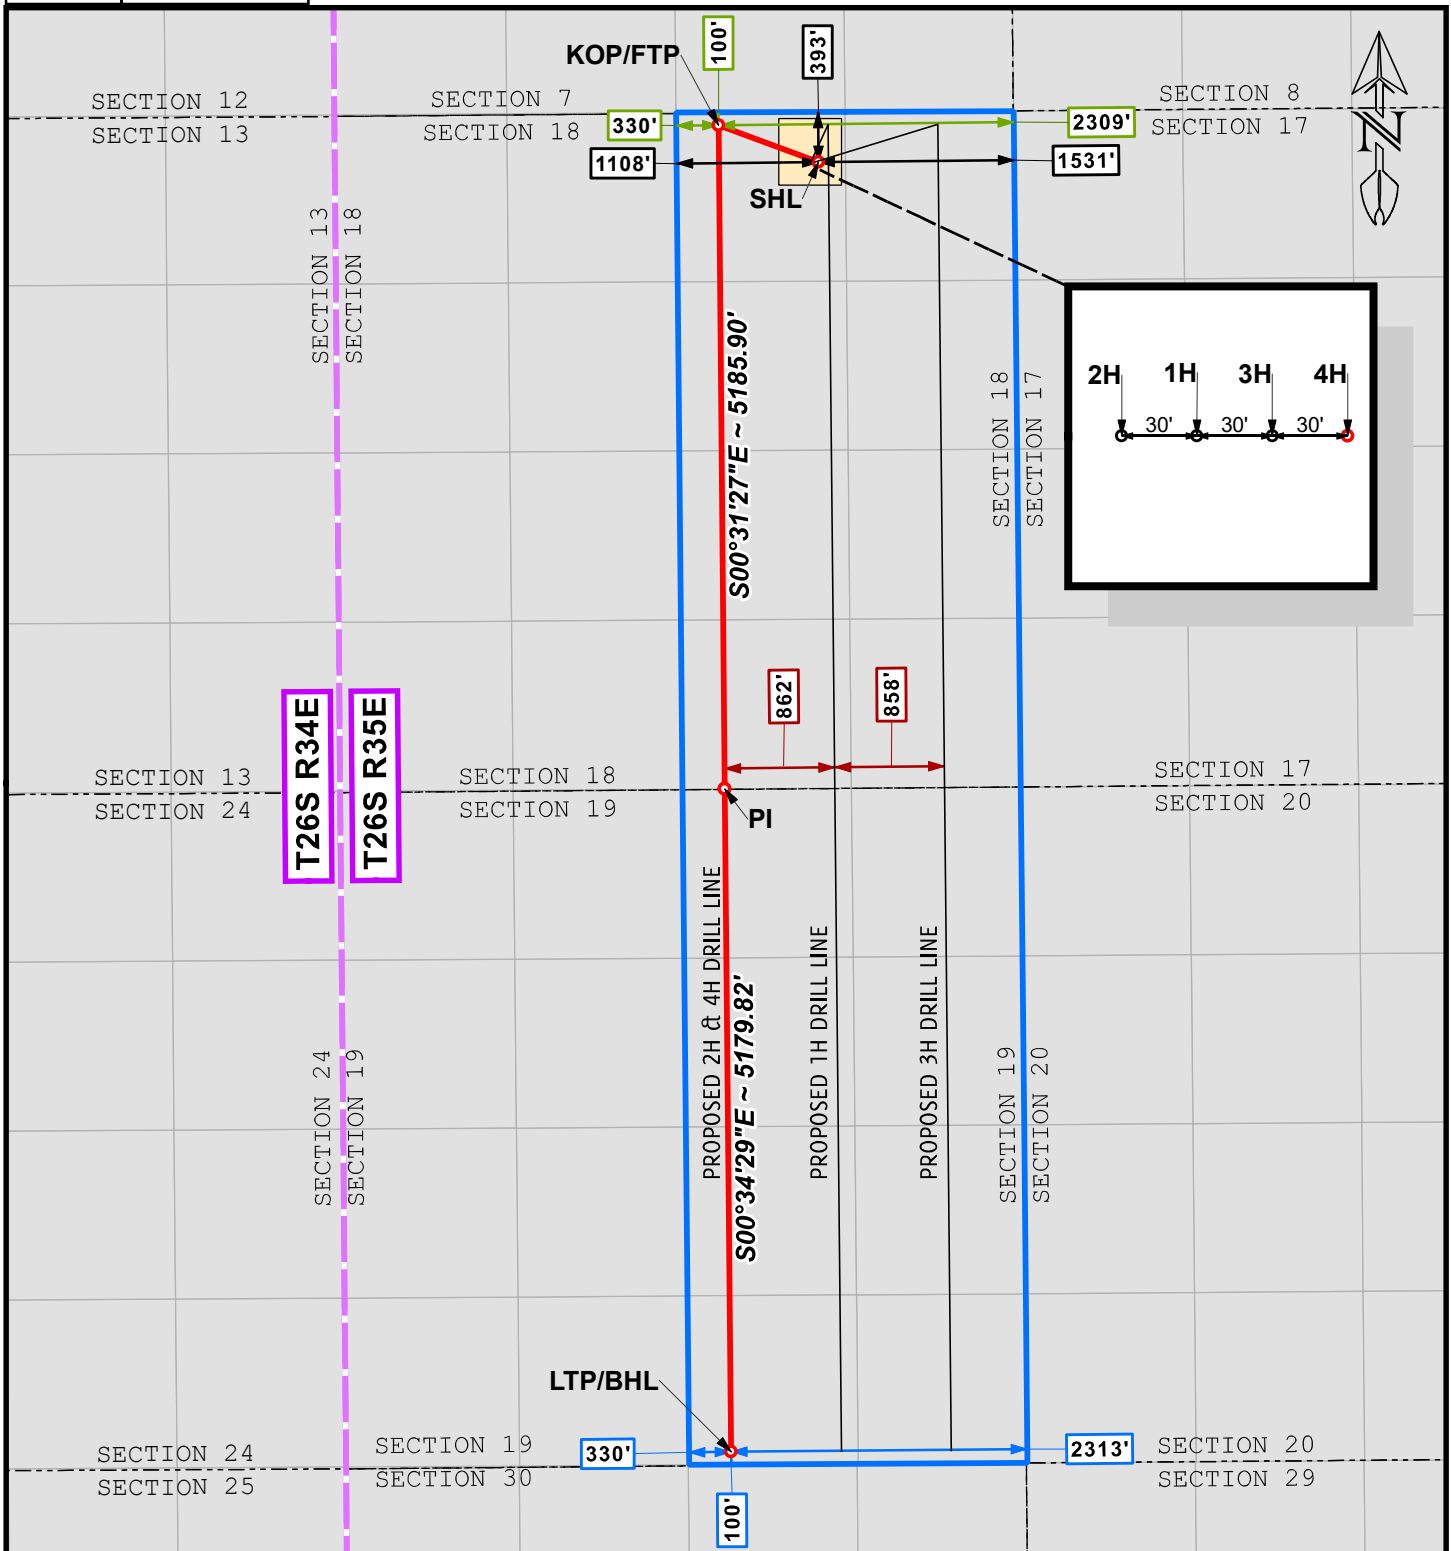 KOP/FTP
100'
393'
SECTION 12
SECTION 7
SECTION 8
SECTION 13
SECTION 18
330'
2309'
SECTION 17
1108'
1531'
N
SHL
SECTION 13
SECTION 18
S00°31'27"E ~ 5185.90'
SECTION 18
SECTION 17
2H
1H
3H
4H
30'
30'
30'
862'
858'
T26S R34E
T26S R35E
SECTION 13
SECTION 18
SECTION 17
SECTION 24
SECTION 19
SECTION 20
PI
PROPOSED 2H & 4H DRILL LINE
S00°34'29"E ~ 5179.82'
PROPOSED 1H DRILL LINE
PROPOSED 3H DRILL LINE
SECTION 24
SECTION 19
SECTION 19
SECTION 20
LTP/BHL
SECTION 24
SECTION 19
330'
2313'
SECTION 20
SECTION 25
SECTION 30
SECTION 29
100'